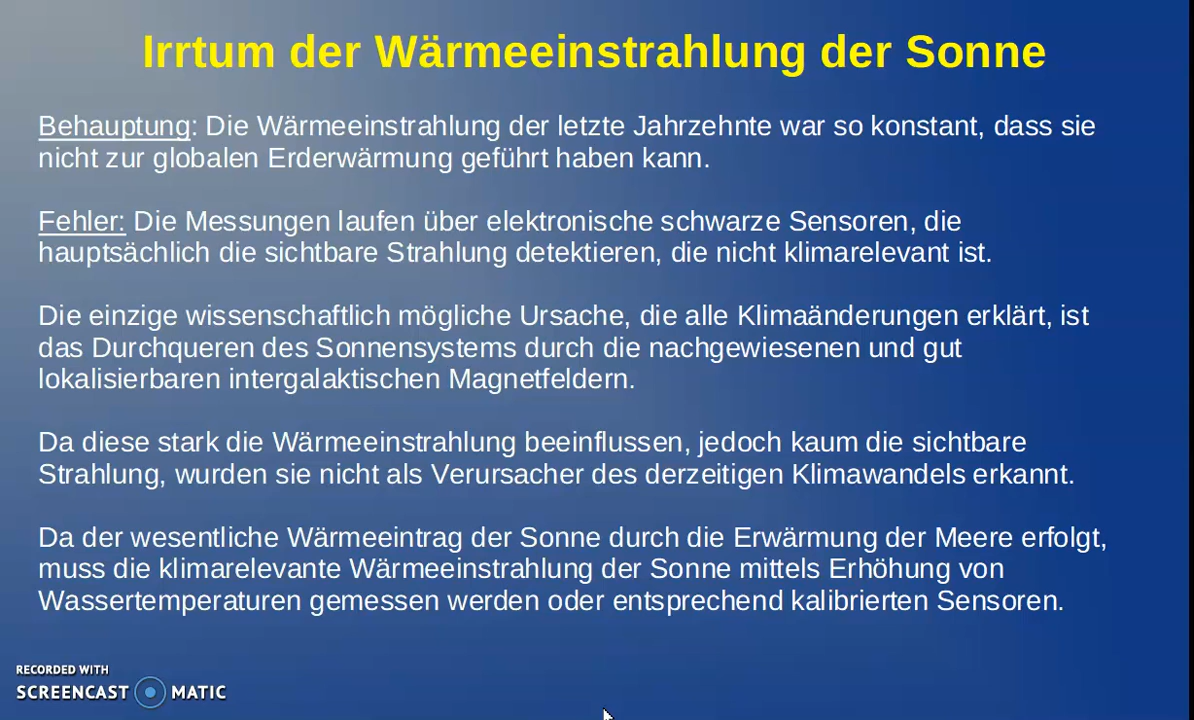 Irrtum der Wärmeeinstrahlung der Sonne
Behauptung: Die Wärmeeinstrahlung der letzte Jahrzehnte war so konstant, dass sie
nicht zur globalen Erderwärmung geführt haben kann.
Fehler: Die Messungen laufen über elektronische schwarze Sensoren, die
hauptsächlich die sichtbare Strahlung detektieren, die nicht klimarelevant ist.
Die einzige wissenschaftlich mögliche Ursache, die alle Klimaänderungen erklärt, ist
das Durchqueren des Sonnensystems durch die nachgewiesenen und gut
lokalisierbaren intergalaktischen Magnetfeldern.
Da diese stark die Wärmeeinstrahlung beeinflussen, jedoch kaum die sichtbare
Strahlung, wurden sie nicht als Verursacher des derzeitigen Klimawandels erkannt.
Da der wesentliche Wärmeeintrag der Sonne durch die Erwärmung der Meere erfolgt,
muss die klimarelevante Wärmeeinstrahlung der Sonne mittels Erhöhung von
Wassertemperaturen gemessen werden oder entsprechend kalibrierten Sensoren.
RECORDED WITH
SCREENCAST MATIC